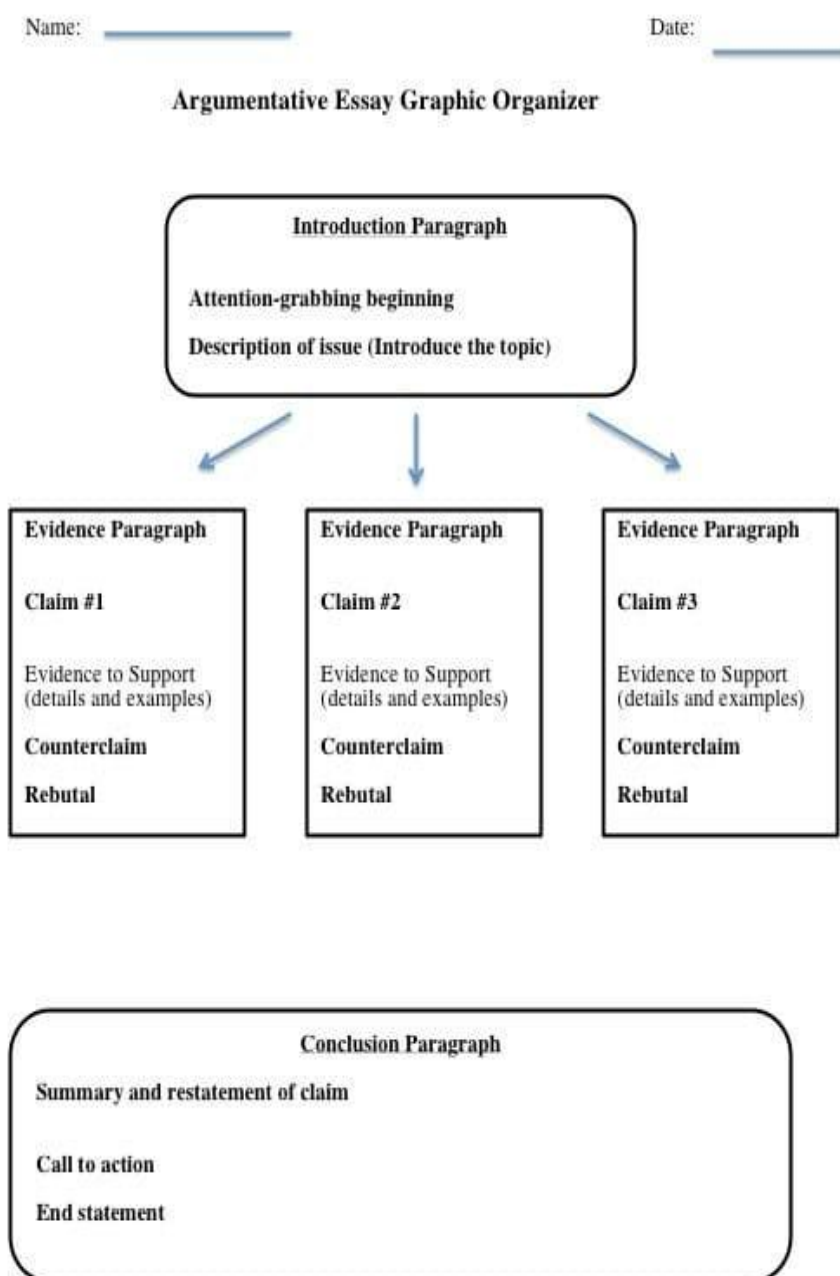 Name:
Date:
Argumentative Essay Graphic Organizer
Introduction Paragraph
Attention-grabbing beginning
Description of issue (Introduce the topic)
Evidence Paragraph
Claim #1
Evidence to Support
(details and examples)
Counterclaim
Rebutal
Evidence Paragraph
Claim #2
Evidence to Support
(details and examples)
Counterclaim
Rebutal
Evidence Paragraph
Claim #3
Evidence to Support
(details and examples)
Counterclaim
Rebutal
Conclusion Paragraph
Summary and restatement of claim
Call to action
End statement